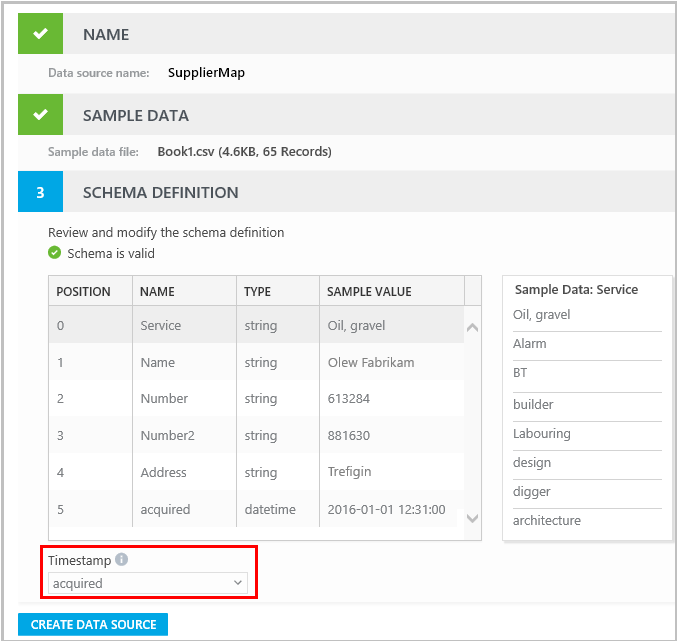 NAME
Data source name: SupplierMap
SAMPLE DATA
Sample data file: Book1.csv (4.6KB, 65 Records)
3 SCHEMA DEFINITION
Review and modify the schema definition
Schema is valid
POSITION NAME TYPE SAMPLE VALUE
0 Service string Oil, gravel
1 Name string Olew Fabrikam
2 Number string 613284
3 Number2 string 881630
4 Address string Trefigin
5 acquired datetime 2016-01-01 12:31:00
Sample Data: Service
Oil, gravel
Alarm
BT
builder
Labouring
design
digger
architecture
Timestamp i
acquired
CREATE DATA SOURCE